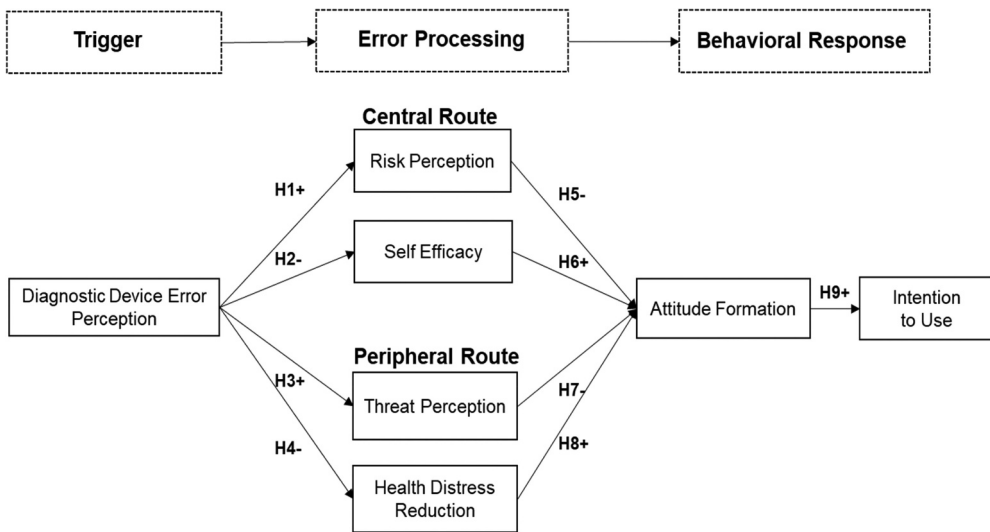 Trigger
Error Processing
Behavioral Response
Central Route
Risk Perception
H1+
H5-
H2-
Self Efficacy
H6+
Diagnostic Device Error
Perception
Attitude Formation
H9+
Intention
to Use
Peripheral Route
H3+
Threat Perception
H7-
H4-
H8+
Health Distress
Reduction